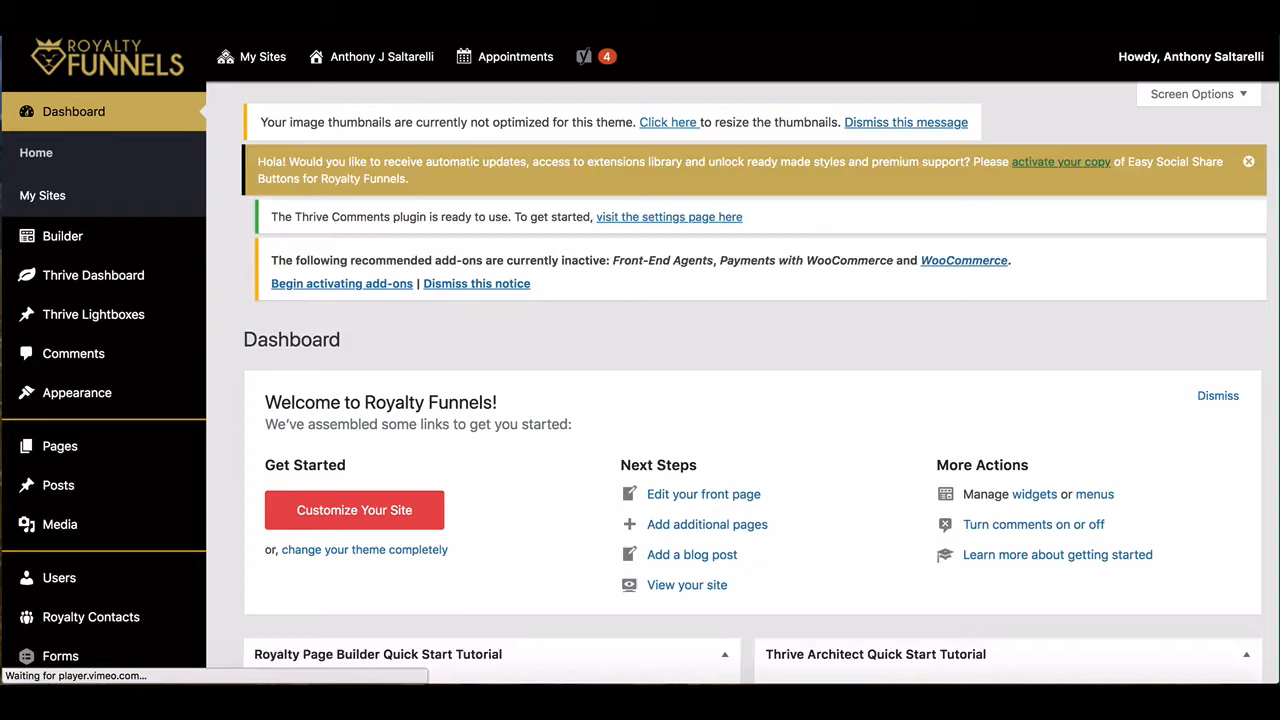 ROYALTY
FUNNELS
My Sites
Anthony J Saltarelli
Appointments
4
Howdy, Anthony Saltarelli
Screen Options
Dashboard
Home
My Sites
Builder
Thrive Dashboard
Thrive Lightboxes
Comments
Appearance
Pages
Posts
Media
Users
Royalty Contacts
Forms
Your image thumbnails are currently not optimized for this theme. Click here to resize the thumbnails. Dismiss this message
Hola! Would you like to receive automatic updates, access to extensions library and unlock ready made styles and premium support? Please activate your copy of Easy Social Share
Buttons for Royalty Funnels.
The Thrive Comments plugin is ready to use. To get started, visit the settings page here
The following recommended add-ons are currently inactive: Front-End Agents, Payments with WooCommerce and WooCommerce.
Begin activating add-ons | Dismiss this notice
Dashboard
Welcome to Royalty Funnels!
Dismiss
We've assembled some links to get you started:
Get Started
Customize Your Site
or, change your theme completely
Next Steps
Edit your front page
Add additional pages
Add a blog post
View your site
More Actions
Manage widgets or menus
Turn comments on or off
Learn more about getting started
Royalty Page Builder Quick Start Tutorial
Thrive Architect Quick Start Tutorial
Waiting for player.vimeo.com...